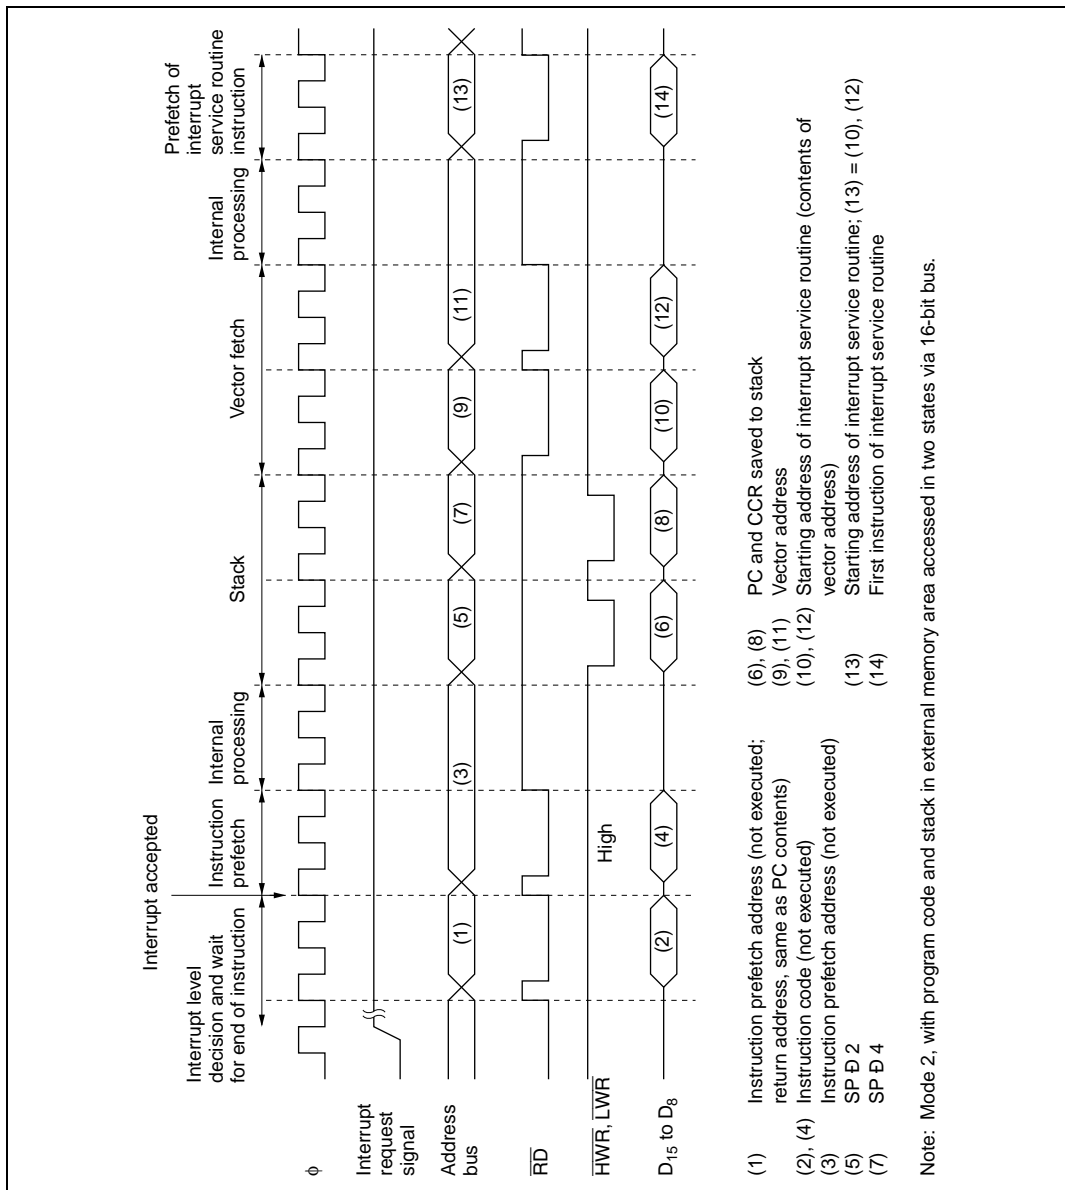 Interrupt accepted
Interrupt level
decision and wait
for end of instruction
Instruction
prefetch
Internal
processing
Stack
Vector fetch
Internal
processing
Prefetch of
interrupt
service routine
instruction
φ
Interrupt
request
signal
Address
bus
(1)
(3)
(5)
(7)
(9)
(11)
(13)
RD
HWR, LWR
High
D15 to D8
(2)
(4)
(6)
(8)
(10)
(12)
(14)
(1) Instruction prefetch address (not executed;
return address, same as PC contents)
(2), (4) Instruction code (not executed)
(3) Instruction prefetch address (not executed)
(5) SP Ð 2
(7) SP Ð 4
(6), (8) PC and CCR saved to stack
(9), (11) Vector address
(10), (12) Starting address of interrupt service routine (contents of
vector address)
(13) Starting address of interrupt service routine; (13) = (10), (12)
(14) First instruction of interrupt service routine
Note: Mode 2, with program code and stack in external memory area accessed in two states via 16-bit bus.